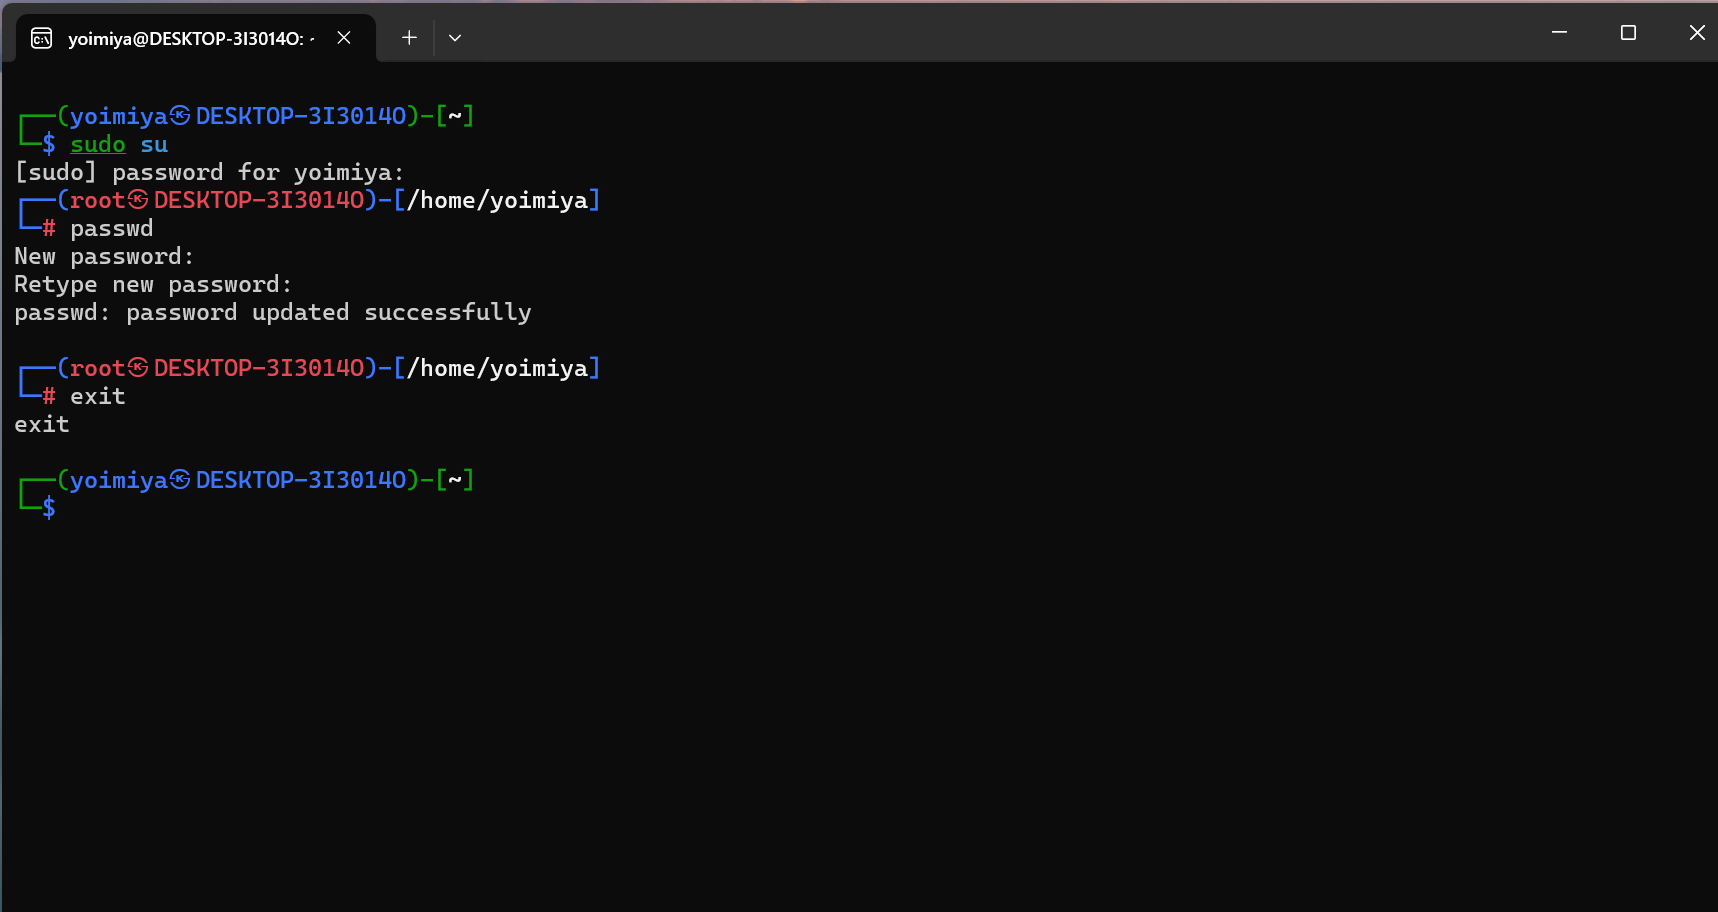 yoimiya@DESKTOP-3I3014O: ~
┌──(yoimiya㉿DESKTOP-3I3014O)-[~]
└─$ sudo su
[sudo] password for yoimiya:
┌──(root㉿DESKTOP-3I3014O)-[/home/yoimiya]
└─# passwd
New password:
Retype new password:
passwd: password updated successfully
┌──(root㉿DESKTOP-3I3014O)-[/home/yoimiya]
└─# exit
exit
┌──(yoimiya㉿DESKTOP-3I3014O)-[~]
└─$